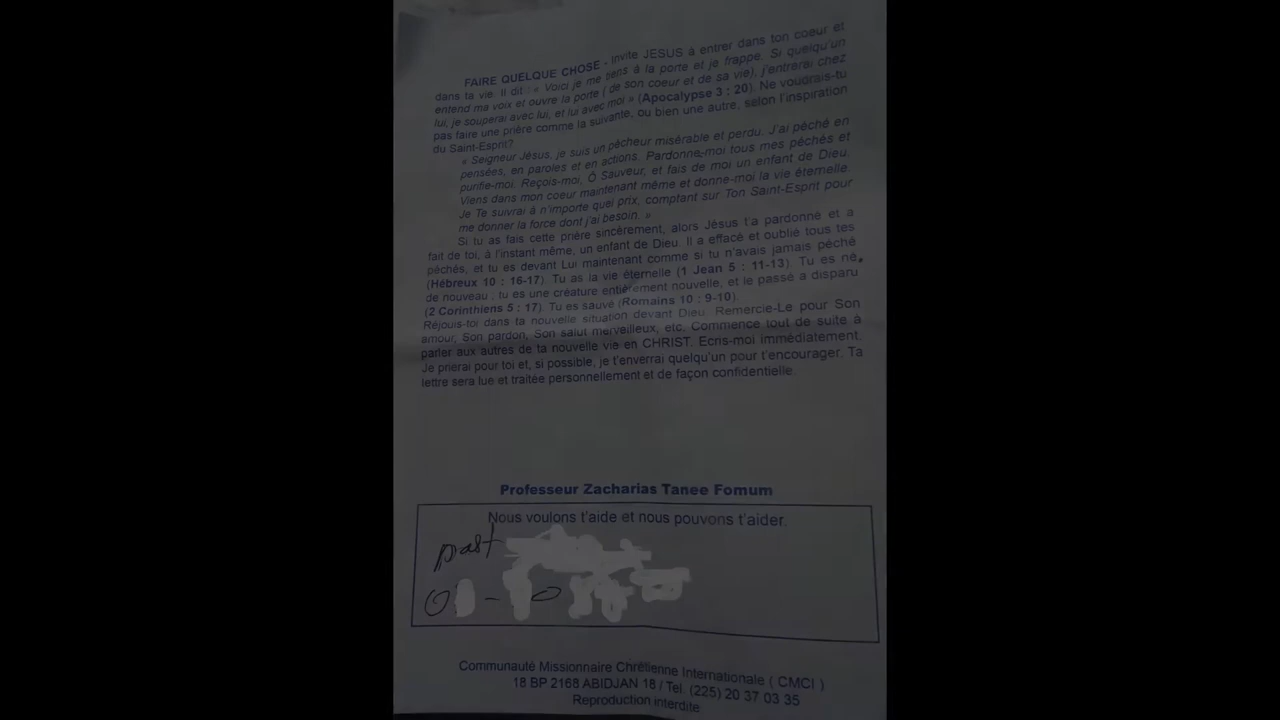 FAIRE QUELQUE CHOSE - Invite JESUS à entrer dans ton coeur et
dans ta vie. Il dit : « Voici je me tiens à la porte et je frappe. Si quelqu'un
entend ma voix et ouvre la porte ( de son coeur et de sa vie), j'entrerai chez
lui, je souperai avec lui, et lui avec moi » (Apocalypse 3 : 20). Ne voudrais-tu
pas faire une prière comme la suivante, ou bien une autre, selon l'inspiration
du Saint-Esprit?
« Seigneur Jésus, je suis un pêcheur misérable et perdu. J'ai pêché en
pensées, en paroles et en actions. Pardonne-moi tous mes péchés et
purifie-moi. Reçois-moi, Ô Sauveur, et fais de moi un enfant de Dieu.
Viens dans mon coeur maintenant même et donne-moi la vie éternelle.
Je Te suivrai à n'importe quel prix, comptant sur Ton Saint-Esprit pour
me donner la force dont j'ai besoin. »
Si tu as fais cette prière sincèrement, alors Jésus t'a pardonné et a
fait de toi, à l'instant même, un enfant de Dieu. Il a effacé et oublié tous tes
péchés, et tu es devant Lui maintenant comme si tu n'avais jamais péché
(Hébreux 10 : 16-17). Tu as la vie éternelle (1 Jean 5 : 11-13). Tu es né
de nouveau ; tu es une créature entièrement nouvelle, et le passé a disparu
(2 Corinthiens 5 : 17). Tu es sauvé (Romains 10 : 9-10).
Réjouis-toi dans ta nouvelle situation devant Dieu. Remercie-Le pour Son
amour, Son pardon, Son salut merveilleux, etc. Commence tout de suite à
parler aux autres de ta nouvelle vie en CHRIST. Ecris-moi immédiatement.
Je prierai pour toi et, si possible, je t'enverrai quelqu'un pour t'encourager. Ta
lettre sera lue et traitée personnellement et de façon confidentielle.
Professeur Zacharias Tanee Fomum
Nous voulons t'aide et nous pouvons t'aider.
past
Communauté Missionnaire Chrétienne Internationale ( CMCI )
18 BP 2168 ABIDJAN 18 / Tel. (225) 20 37 03 35
Reproduction interdite